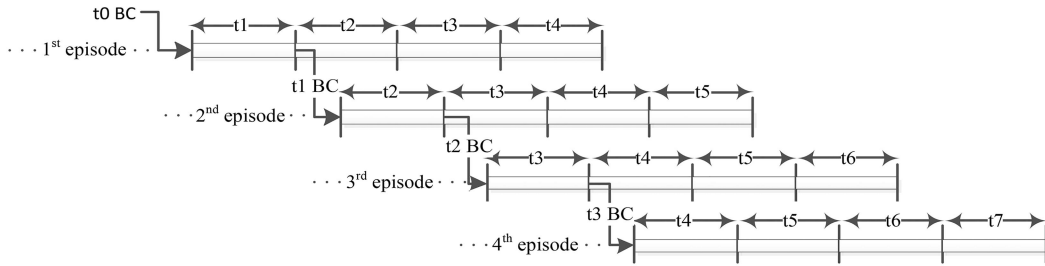 t0 BC
t1 t2 t3 t4
· · · 1st episode · ·
t1 BC
t2 t3 t4 t5
· · · 2nd episode · ·
t2 BC
t3 t4 t5 t6
· · · 3rd episode · · ·
t3 BC
t4 t5 t6 t7
· · · 4th episode · ·